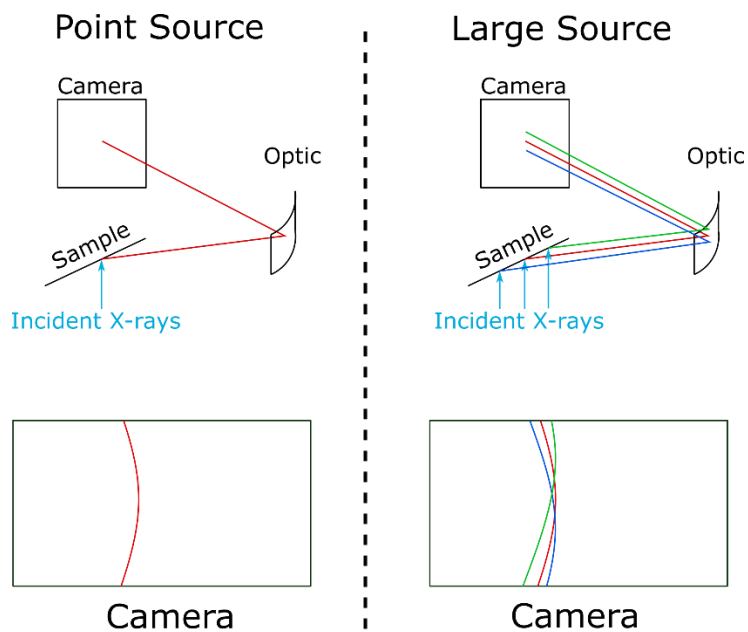 Point Source
Camera
Optic
Sample
Incident X-rays
Camera
Large Source
Camera
Optic
Sample
Incident X-rays
Camera